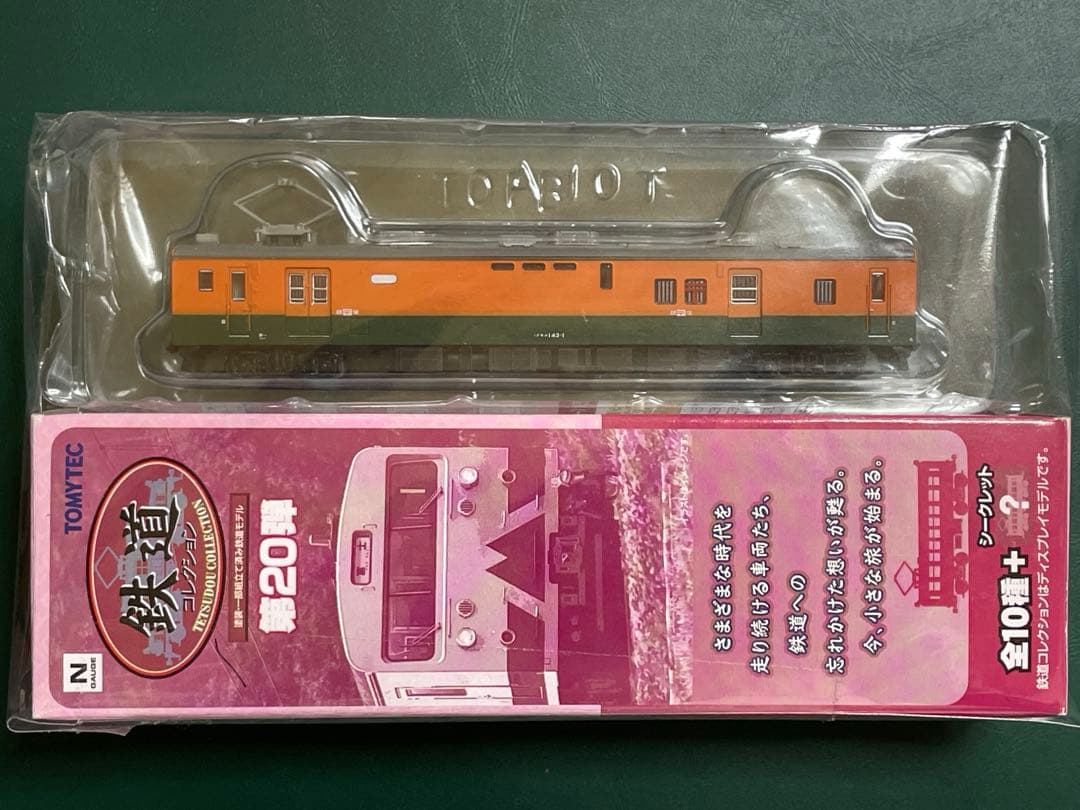 TOMYTEC
鉄道
コレクション
TETSUDOU COLLECTION
N
GAUGE
塗装一部組立て済み鉄道モデル
第20弾
さまざまな時代を
走り続ける車両たち、
鉄道への
忘れかけた想いが甦る。
今、小さな旅が始まる。
シークレット
全10種+?
鉄道コレクションはディスプレイモデルです。